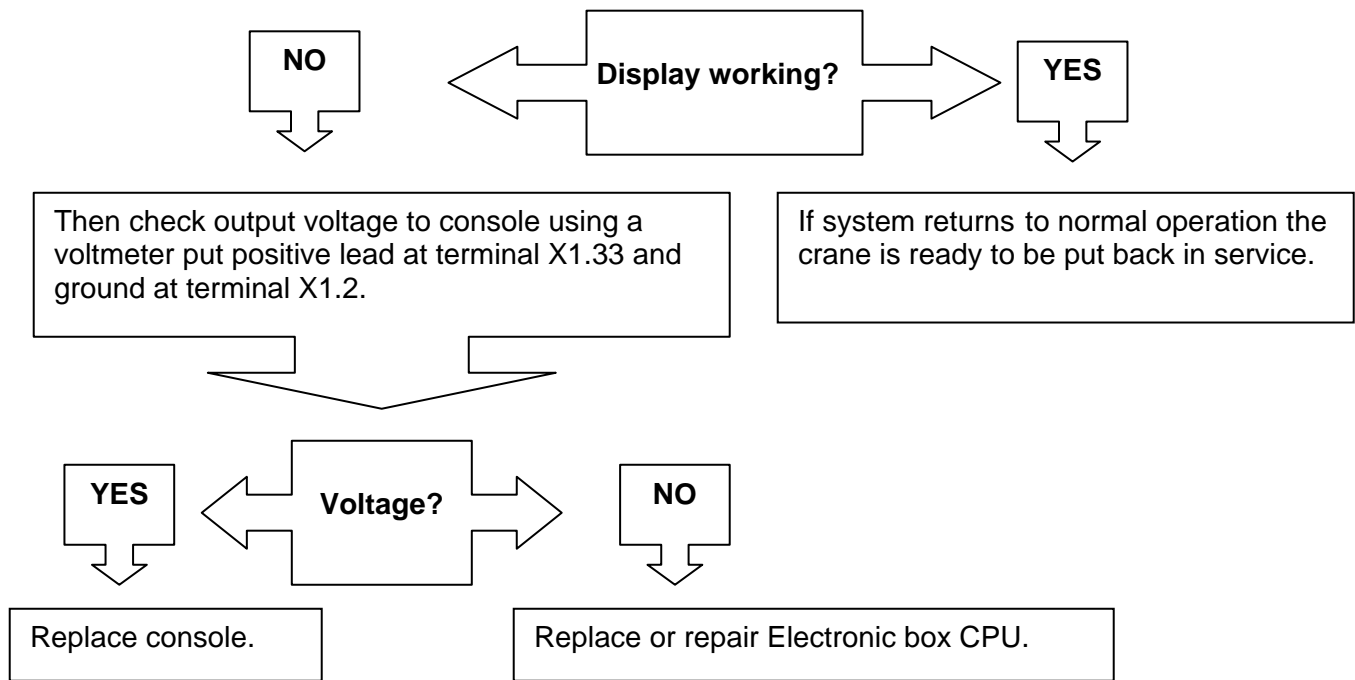 NO
Display working?
YES
Then check output voltage to console using a
voltmeter put positive lead at terminal X1.33 and
ground at terminal X1.2.
If system returns to normal operation the
crane is ready to be put back in service.
YES
Voltage?
NO
Replace console.
Replace or repair Electronic box CPU.